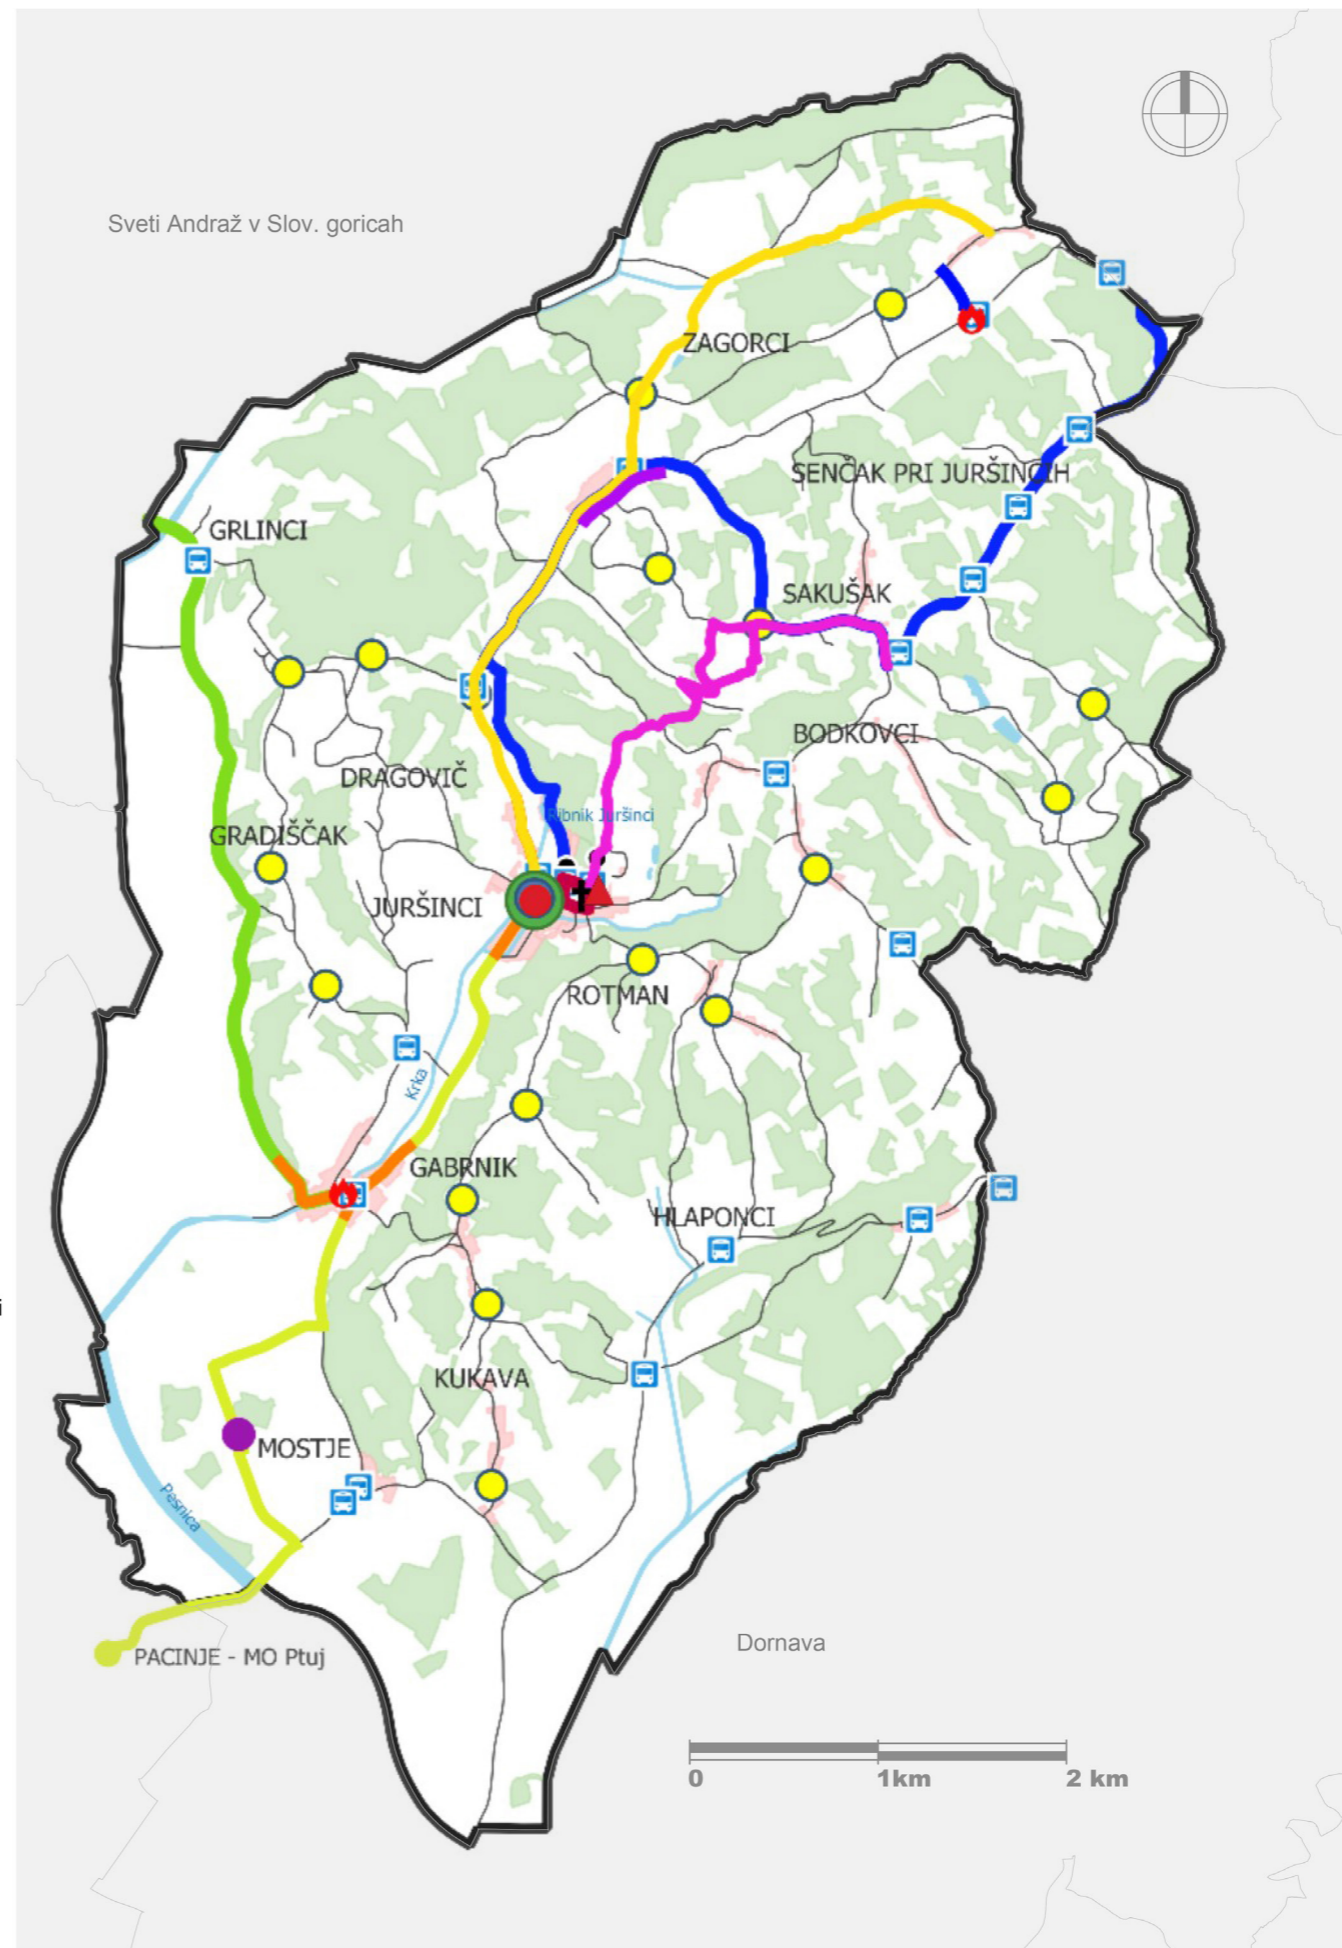 Sveti Andraž v Slov. goricah
ZAGORCI
SENČAK PRI JURŠINCIH
GRLINCI
SAKUŠAK
BODKOVCI
DRAGOVIČ
Ribnik Juršinci
GRADIŠČAK
JURŠINCI
ROTMAN
Krka
GABRNIK
HLAPONCI
i
KUKAVA
MOSTJE
Pesnica
Dornava
PACINJE - MO Ptuj
0 1km 2 km